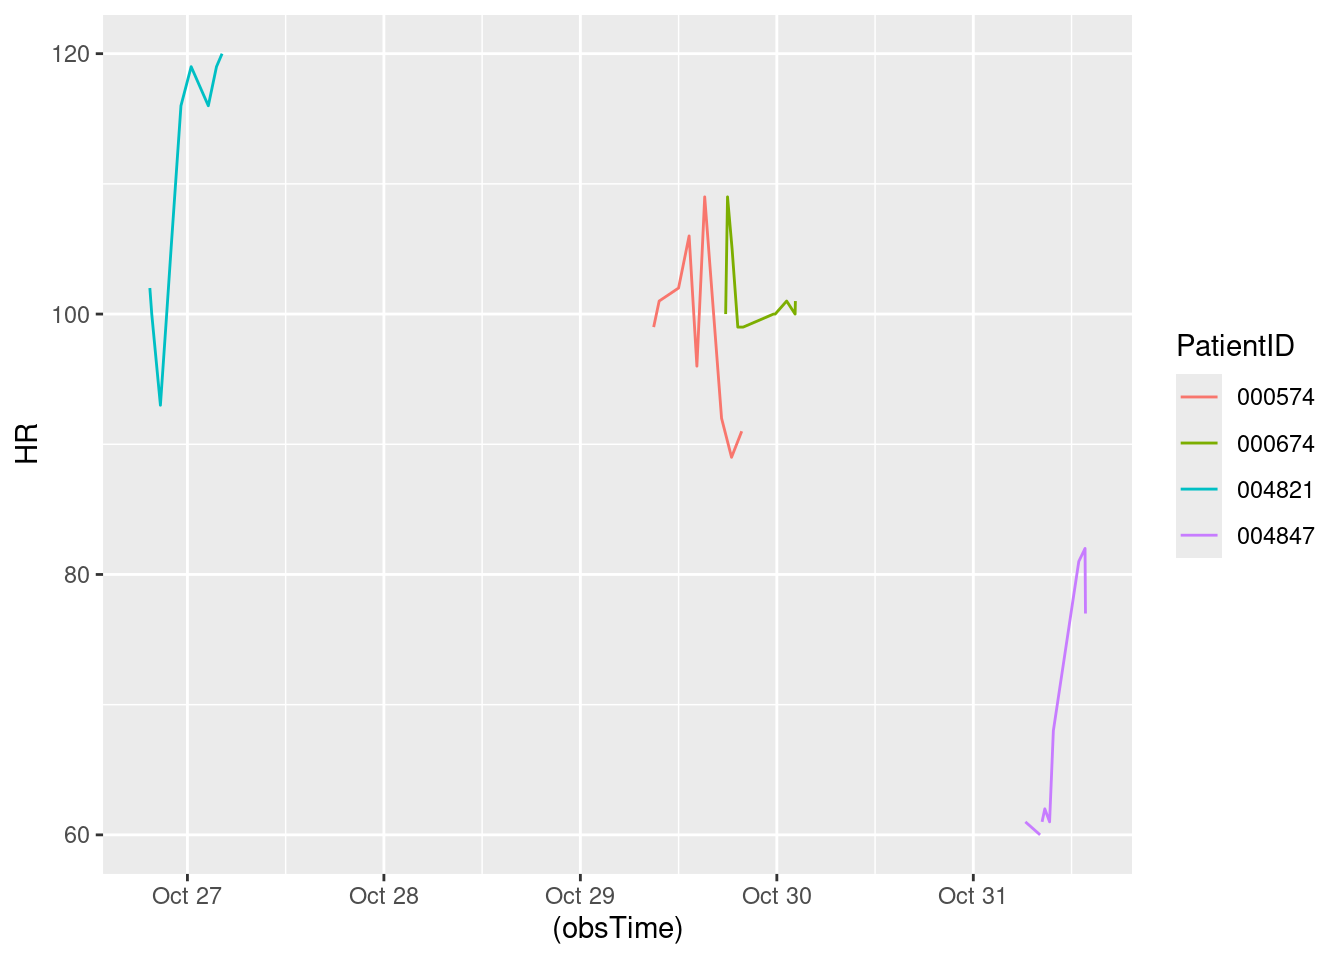 120
100
80
60
HR
Oct 27
Oct 28
Oct 29
Oct 30
Oct 31
(obsTime)
PatientID
000574
000674
004821
004847